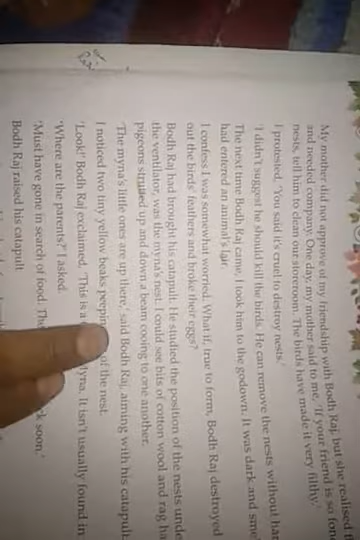 My mother did not approve of my friendship with Bodh Raj, but she realised
and needed company. One day, my mother said to me, 'If your friend is so
nests, tell him to clean our storeroom. The birds have made it very filthy.'
I protested, 'You said it's cruel to destroy nests.'
'I didn't suggest he should kill the birds. He can remove the nests without
The next time Bodh Raj came, I took him to the godown. It was dark and
had entered an animal's lair.
I confess I was somewhat worried. What if, true to form, Bodh Raj destroyed
out the birds' feathers and broke their eggs?
Bodh Raj had brought his catapult. He studied the position of the nests
the ventilator, was the myna's nest. I could see bits of cotton wool and rag
pigeons strutted up and down a beam cooing to one another.
'The myna's little ones are up there,' said Bodh Raj, aiming with his catapult.
I noticed two tiny yellow beaks of the nest.
'Look!' Bodh Raj exclaimed, 'This is a myna. It isn't usually found in
'Where are the parents?' I asked.
'Must have gone in search of food. soon.'
Bodh Raj raised his catapult